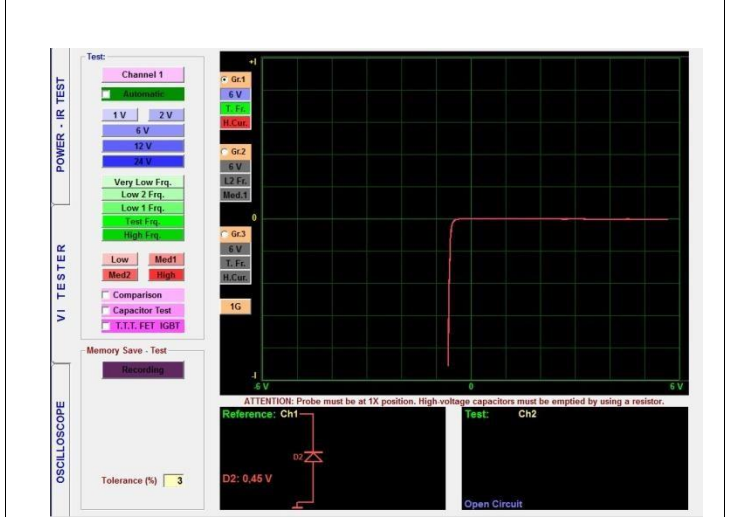 POWER - IR TEST
VI TESTER
OSCILLOSCOPE
Test:
Channel 1
Automatic
1 V
2 V
6 V
12 V
24 V
Very Low Frq.
Low 2 Frq.
Low 1 Frq.
Test Frq.
High Frq.
Low
Med1
Med2
High
Comparison
Capacitor Test
T.T.T. FET IGBT
Memory Save - Test
Recording
Tolerance (%) 3
Gr.1
6 V
T. Fr.
H.Cur.
Gr.2
6 V
L2 Fr.
Med.1
Gr.3
6 V
T. Fr.
H.Cur.
1G
+I
0
-I
-6 V
0
6 V
ATTENTION: Probe must be at 1X position. High-voltage capacitors must be emptied by using a resistor.
Reference: Ch1
D2
D2: 0,45 V
Test: Ch2
Open Circuit